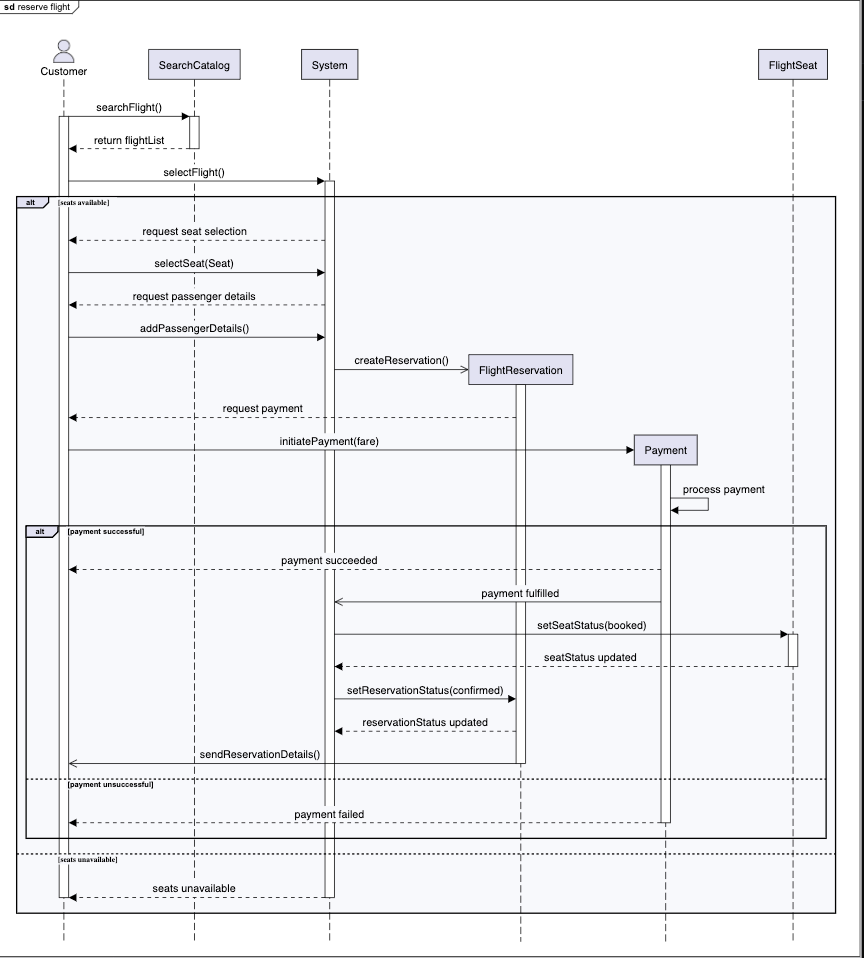 sd reserve flight
Customer
SearchCatalog
System
FlightSeat
searchFlight()
return flightList
selectFlight()
alt
[seats available]
request seat selection
selectSeat(Seat)
request passenger details
addPassengerDetails()
createReservation()
FlightReservation
request payment
initiatePayment(fare)
Payment
process payment
alt
[payment successful]
payment succeeded
payment fulfilled
setSeatStatus(booked)
seatStatus updated
setReservationStatus(confirmed)
reservationStatus updated
sendReservationDetails()
[payment unsuccessful]
payment failed
[seats unavailable]
seats unavailable